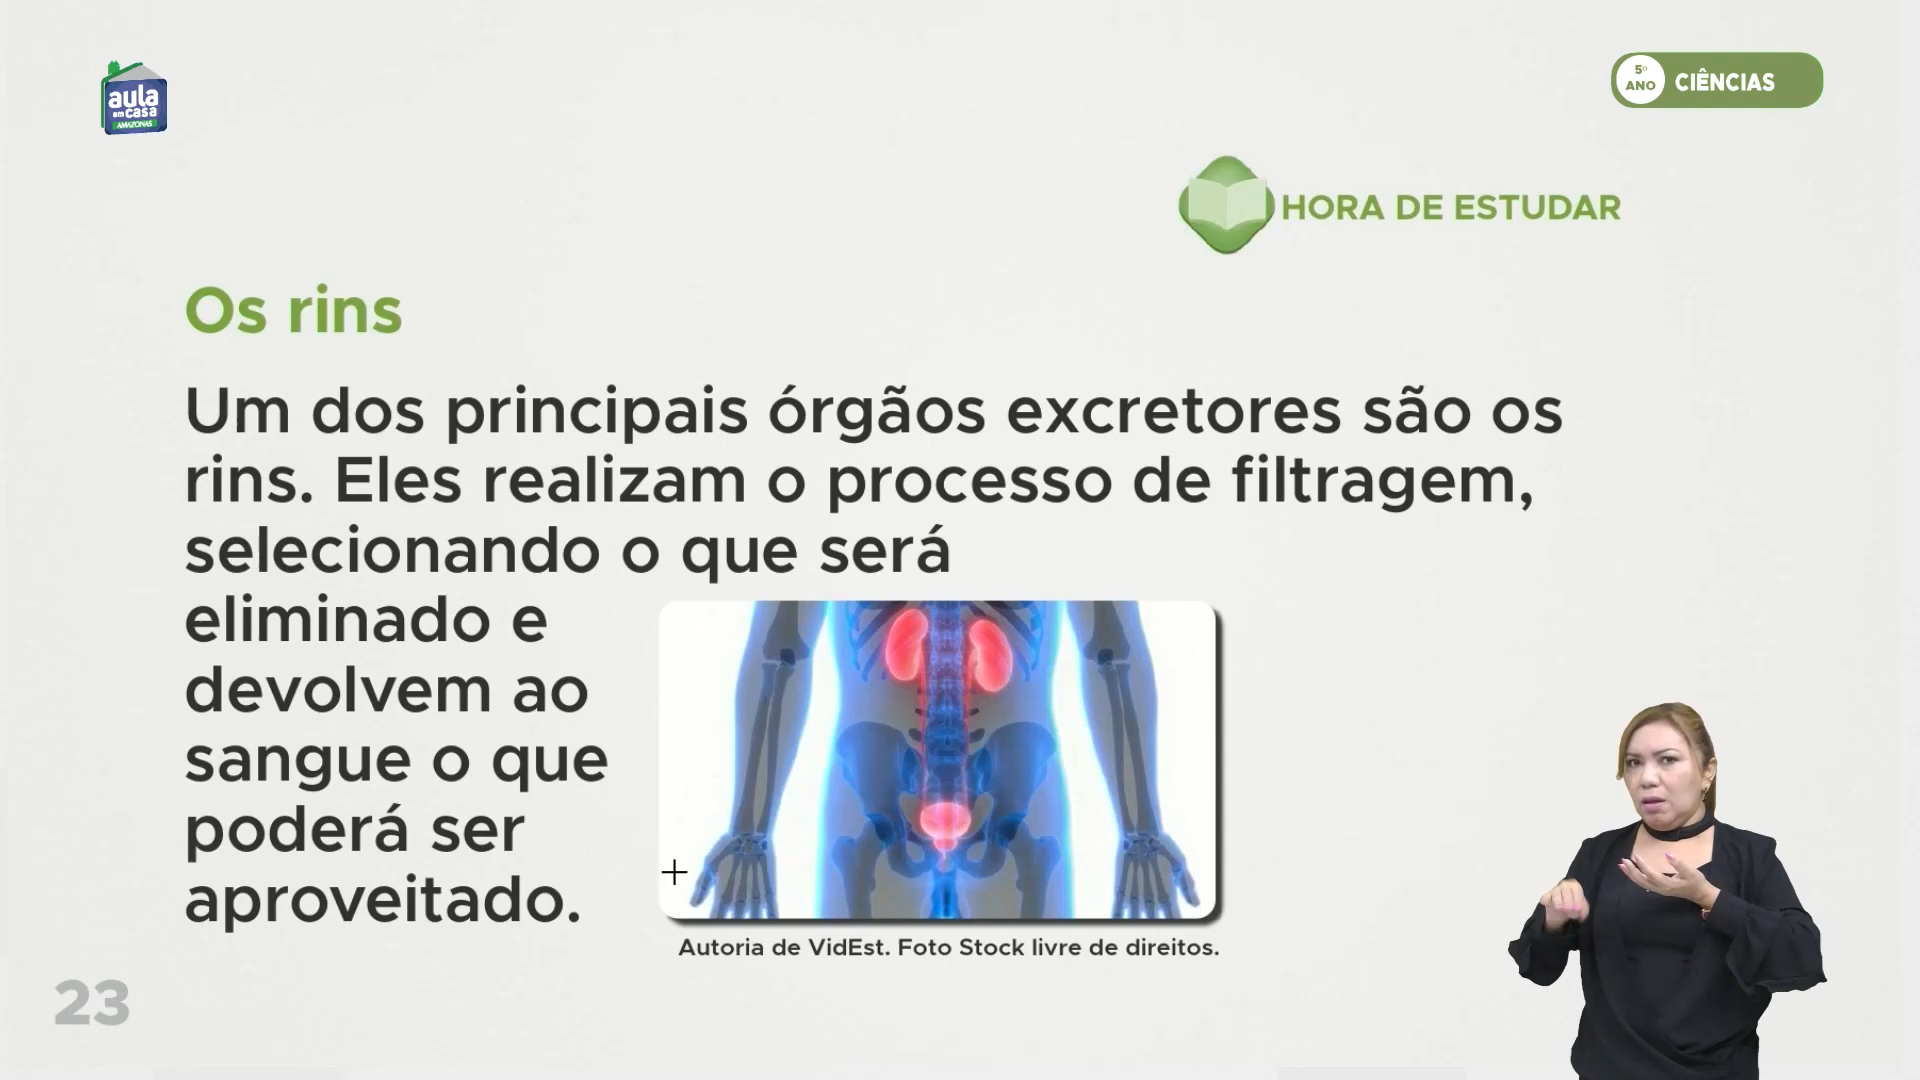 aula
em casa
AMAZONAS
5º
ANO
CIÊNCIAS
HORA DE ESTUDAR
Os rins
Um dos principais órgãos excretores são os
rins. Eles realizam o processo de filtragem,
selecionando o que será
eliminado e
devolvem ao
sangue o que
poderá ser
aproveitado.
Autoria de VidEst. Foto Stock livre de direitos.
23